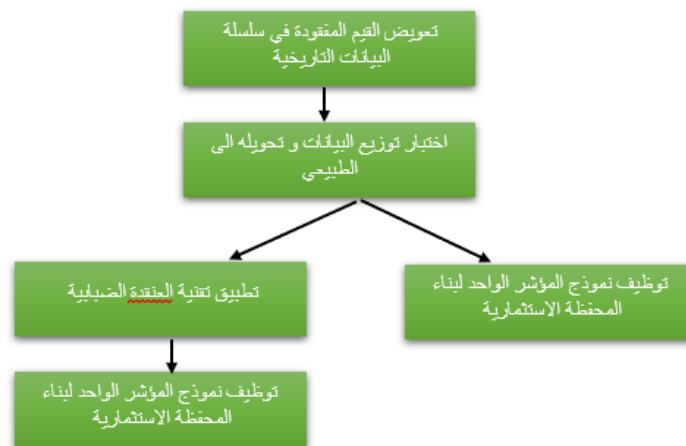 تعويض القيم المفقودة في سلسلة
البيانات التاريخية
اختبار توزيع البيانات و تحويله الى
الطبيعي
توظيف نموذج المؤشر الواحد لبناء
المحفظة الاستثمارية
تطبيق تقنية العنقدة الضبابية
توظيف نموذج المؤشر الواحد لبناء
المحفظة الاستثمارية